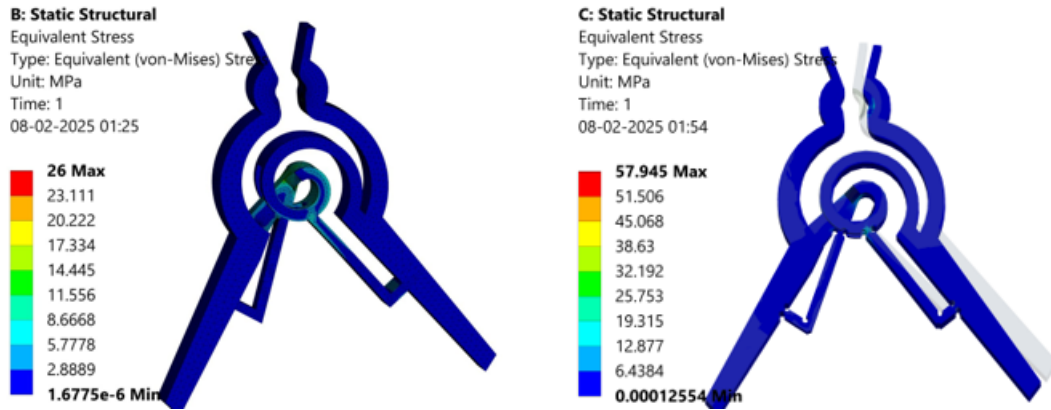 B: Static Structural
Equivalent Stress
Type: Equivalent (von-Mises) Stre
Unit: MPa
Time: 1
08-02-2025 01:25
26 Max
23.111
20.222
17.334
14.445
11.556
8.6668
5.7778
2.8889
1.6775e-6 Min
C: Static Structural
Equivalent Stress
Type: Equivalent (von-Mises) Stress
Unit: MPa
Time: 1
08-02-2025 01:54
57.945 Max
51.506
45.068
38.63
32.192
25.753
19.315
12.877
6.4384
0.00012554 Min